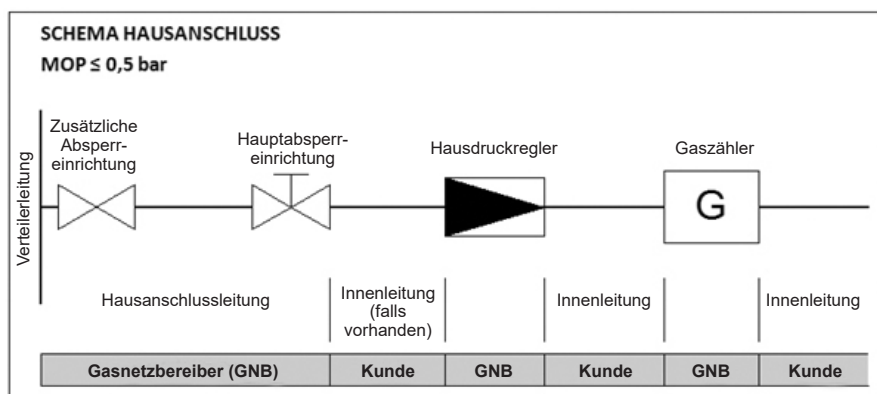 SCHEMA HAUSANSCHLUSS
MOP ≤ 0,5 bar
Verteilerleitung
Zusätzliche
Absperr-
einrichtung
Hauptabsperr-
einrichtung
Hausdruckregler
Gaszähler
G
Hausanschlussleitung
Innenleitung
(falls
vorhanden)
Innenleitung
Innenleitung
Gasnetzbereiber (GNB)
Kunde
GNB
Kunde
GNB
Kunde